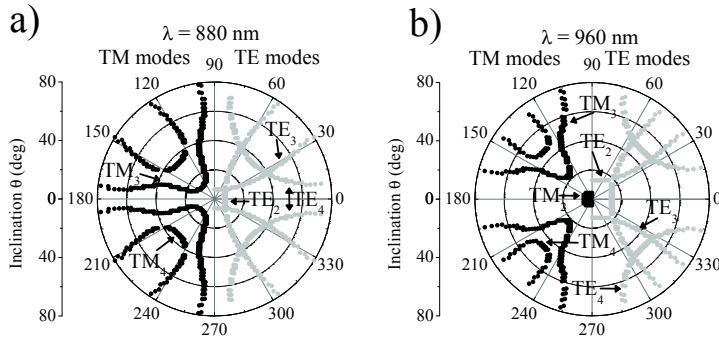 a)
λ = 880 nm
TM modes
TE modes
90
120
60
150
30
180
0
210
330
240
300
270
80
40
0
40
80
Inclination θ (deg)
TM3
TM4
TE3
TE2
TE4
b)
λ = 960 nm
TM modes
TE modes
90
120
60
150
30
180
0
210
330
240
300
270
80
40
0
40
80
Inclination θ (deg)
TM3
TE2
TM2
TE3
TM4
TE4